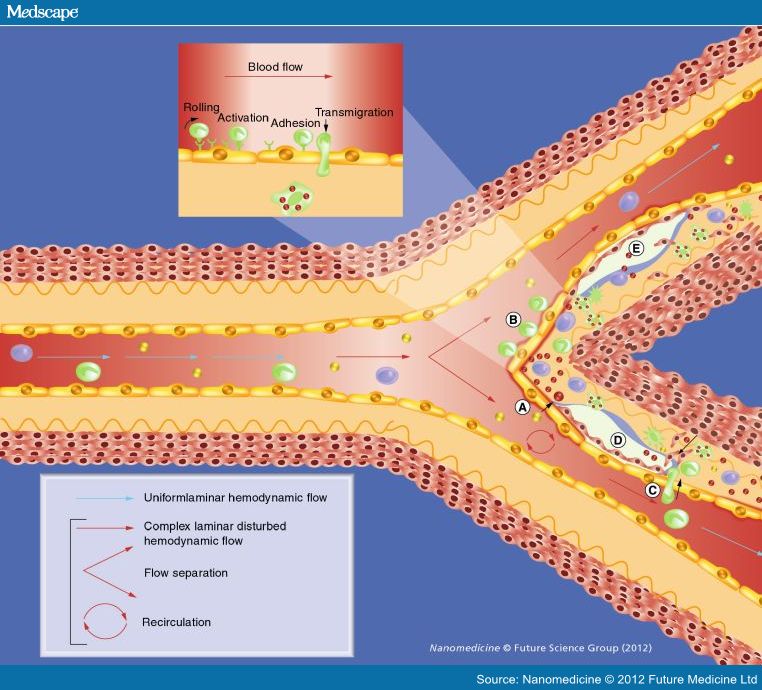 Medscape
Blood flow
Rolling
Activation
Adhesion
Transmigration
E
B
A
D
C
Uniformlaminar hemodynamic flow
Complex laminar disturbed
hemodynamic flow
Flow separation
Recirculation
Nanomedicine © Future Science Group (2012)
Source: Nanomedicine © 2012 Future Medicine Ltd